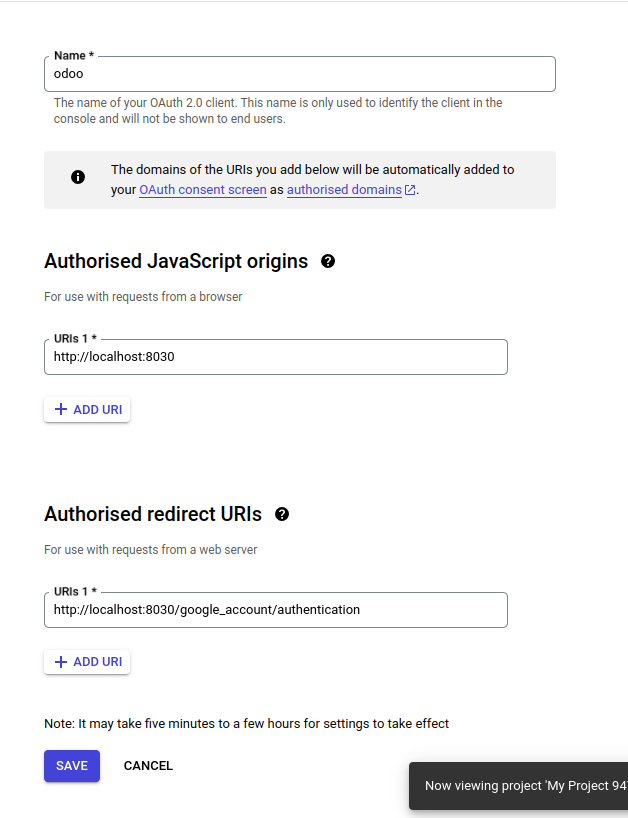 Name *
odoo
The name of your OAuth 2.0 client. This name is only used to identify the client in the
console and will not be shown to end users.
The domains of the URIs you add below will be automatically added to
your OAuth consent screen as authorised domains.
Authorised JavaScript origins
For use with requests from a browser
URIs 1 *
http://localhost:8030
ADD URI
Authorised redirect URIs
For use with requests from a web server
URIs 1 *
http://localhost:8030/google_account/authentication
ADD URI
Note: It may take five minutes to a few hours for settings to take effect
SAVE CANCEL
Now viewing project 'My Project 94